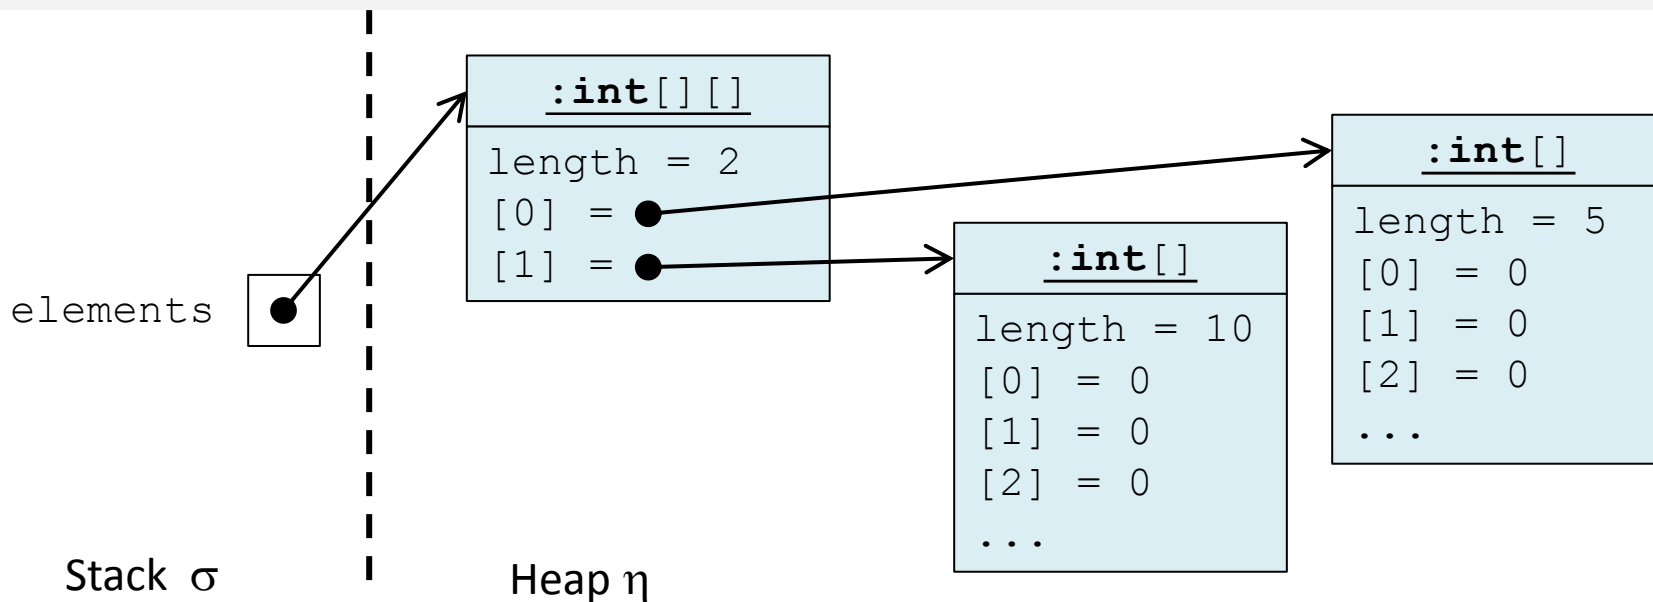 elements
Stack σ
:int[][]
length = 2
[0] =
[1] =
Heap η
:int[]
length = 10
[0] = 0
[1] = 0
[2] = 0
...
:int[]
length = 5
[0] = 0
[1] = 0
[2] = 0
...